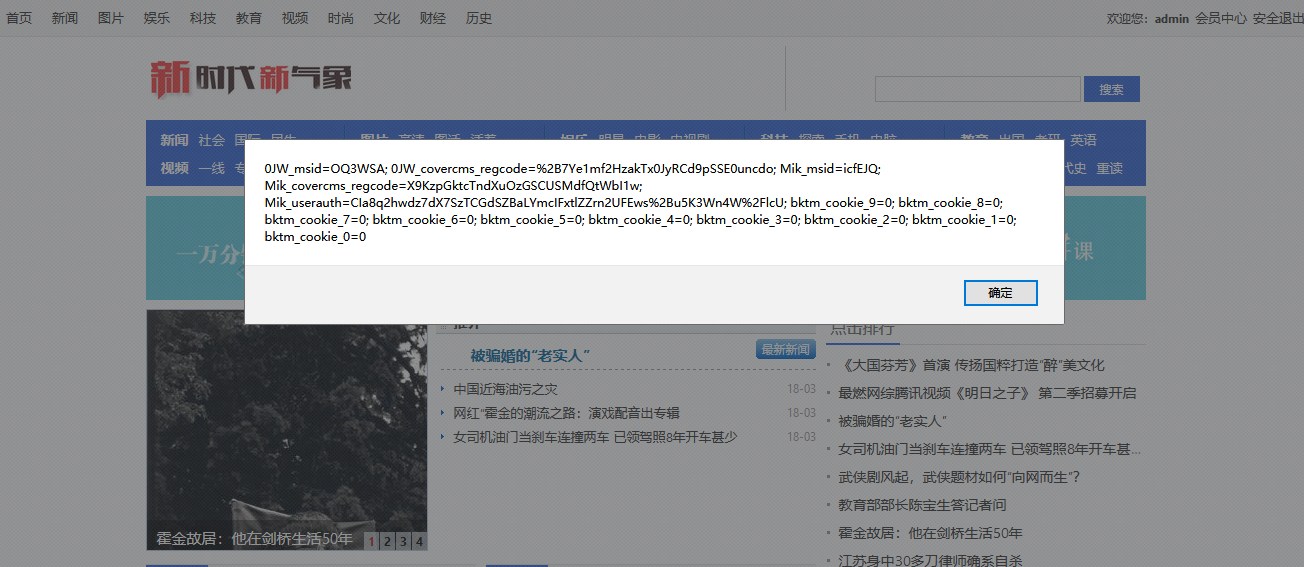 首页 新闻 图片 娱乐 科技 教育 视频 时尚 文化 财经 历史
欢迎您：admin 会员中心 安全退出
新时代新气象
搜索
新闻 社会 国际 民生 图片 高清 图话 娱乐 明星 电影 电视剧 科技 探索 手机 电脑 教育 出国 考研 英语
视频 一线 专
代史 重读
0JW_msid=OQ3WSA; 0JW_covercms_regcode=%2B7Ye1mf2HzakTx0JyRCd9pSSE0uncdo; Mik_msid=icfEJQ;
Mik_covercms_regcode=X9KzpGktcTndXuOzGSCUSMdfQtWbI1w;
Mik_userauth=CIa8q2hwdz7dX7SzTCGdSZBaLYmcIFxtlZZrn2UFEws%2Bu5K3Wn4W%2FlcU; bktm_cookie_9=0; bktm_cookie_8=0;
bktm_cookie_7=0; bktm_cookie_6=0; bktm_cookie_5=0; bktm_cookie_4=0; bktm_cookie_3=0; bktm_cookie_2=0; bktm_cookie_1=0;
bktm_cookie_0=0
确定
一万分
课
推荐
点击排行
被骗婚的“老实人”
最新新闻
中国近海油污之灾 18-03
网红“霍金的潮流之路：演戏配音出专辑 18-03
女司机油门当刹车连撞两车 已领驾照8年开车甚少 18-03
霍金故居：他在剑桥生活50年
1 2 3 4
《大国芬芳》首演 传扬国粹打造“醉”美文化
最燃网综腾讯视频《明日之子》 第二季招募开启
被骗婚的“老实人”
女司机油门当刹车连撞两车 已领驾照8年开车甚...
武侠剧风起，武侠题材如何“向网而生”？
教育部部长陈宝生答记者问
霍金故居：他在剑桥生活50年
江苏身中30多刀律师确系自杀